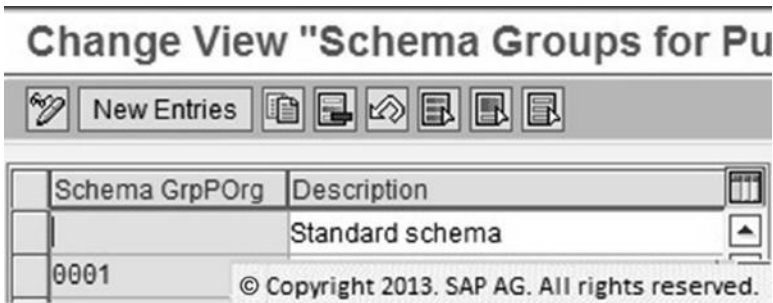 Change View "Schema Groups for Pu
New Entries
Schema GrpPOrg Description
Standard schema
0001
© Copyright 2013. SAP AG. All rights reserved.